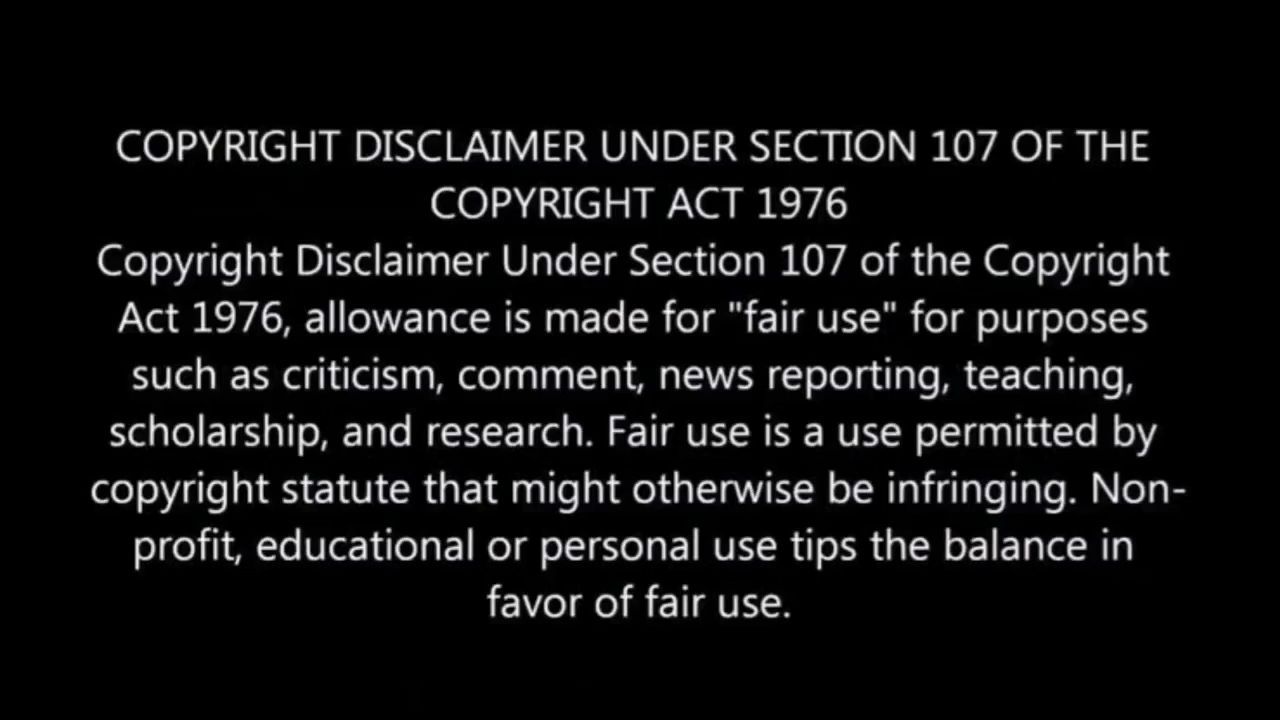 COPYRIGHT DISCLAIMER UNDER SECTION 107 OF THE
COPYRIGHT ACT 1976
Copyright Disclaimer Under Section 107 of the Copyright
Act 1976, allowance is made for "fair use" for purposes
such as criticism, comment, news reporting, teaching,
scholarship, and research. Fair use is a use permitted by
copyright statute that might otherwise be infringing. Non-
profit, educational or personal use tips the balance in
favor of fair use.